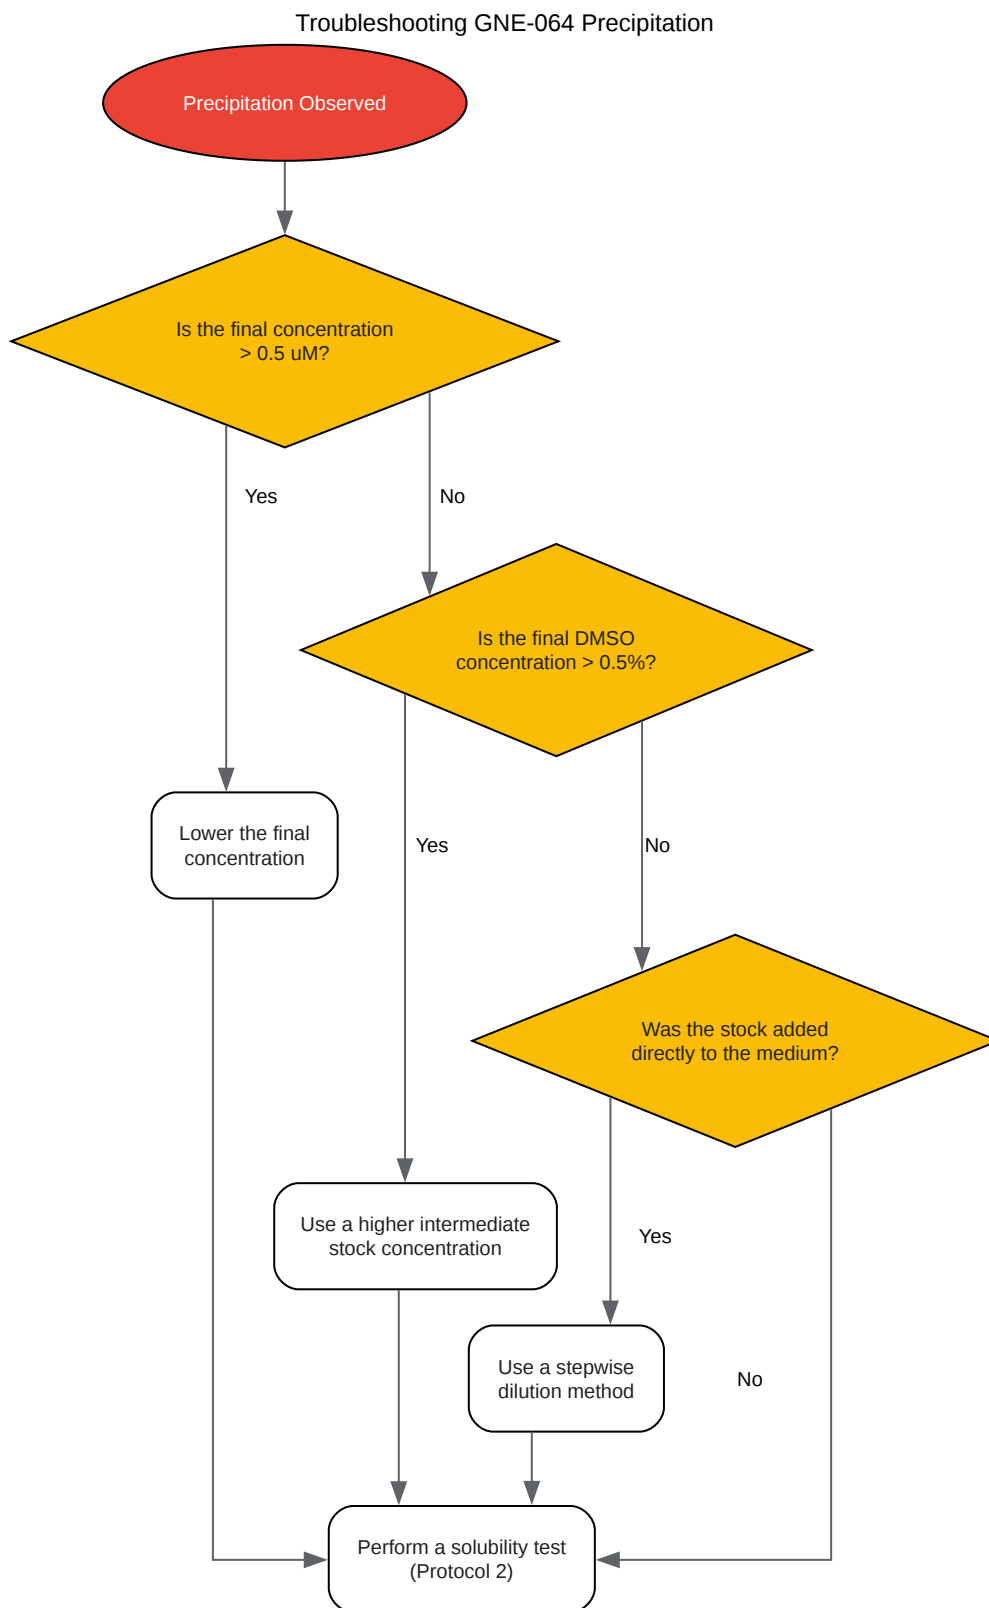 Troubleshooting GNE-064 Precipitation
Precipitation Observed
Is the final concentration
> 0.5 uM?
Yes
No
Is the final DMSO
concentration > 0.5%?
Lower the final
concentration
Yes
No
Was the stock added
directly to the medium?
Use a higher intermediate
stock concentration
Yes
Use a stepwise
dilution method
No
Perform a solubility test
(Protocol 2)